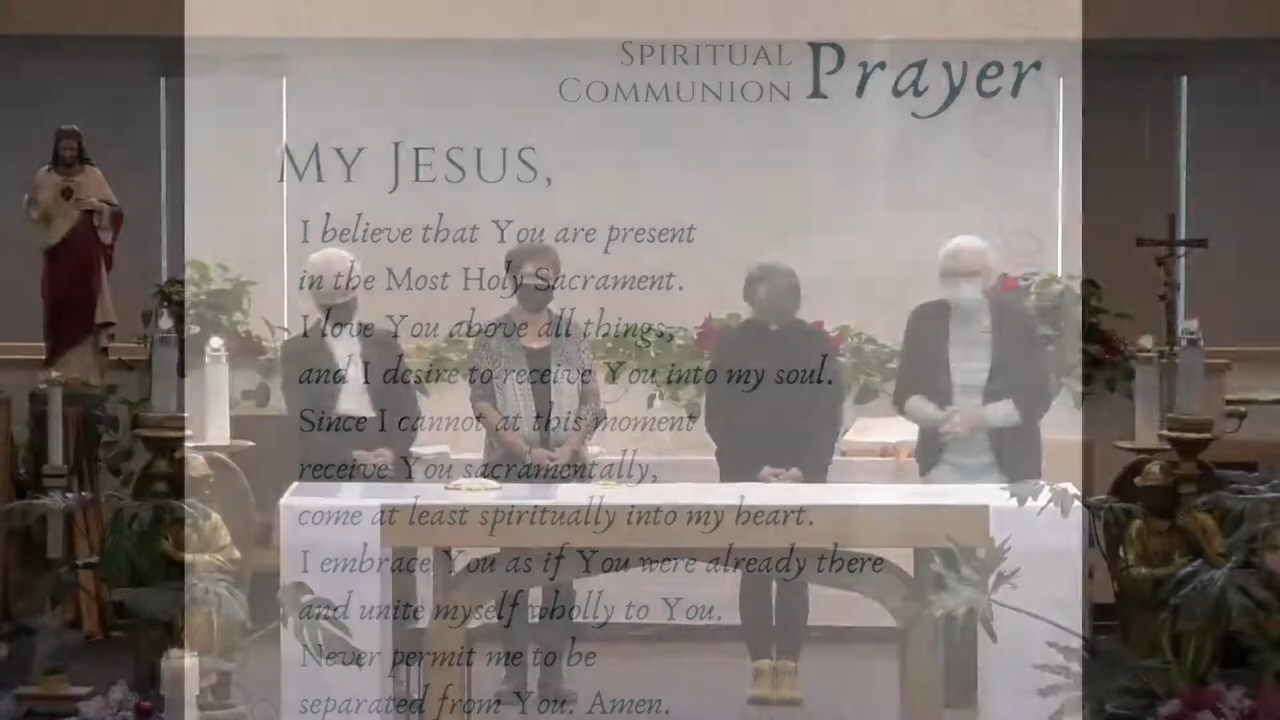 SPIRITUAL
COMMUNION Prayer
MY JESUS,
I believe that You are present
in the Most Holy Sacrament.
I love You above all things,
and I desire to receive You into my soul.
Since I cannot at this moment
receive You sacramentally,
come at least spiritually into my heart.
I embrace You as if You were already there
and unite myself wholly to You.
Never permit me to be
separated from You. Amen.